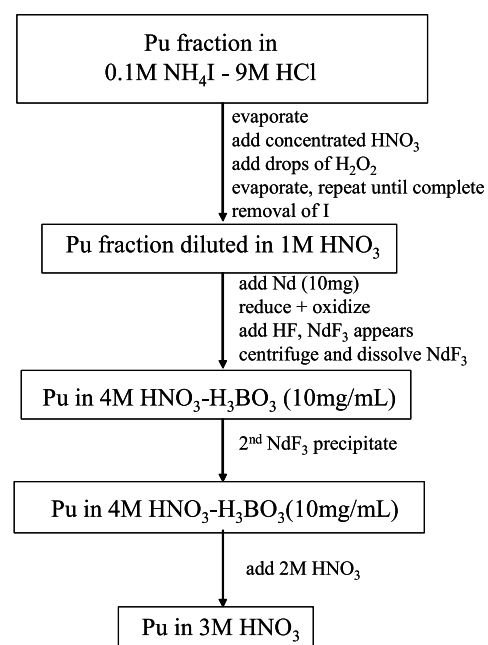 Pu fraction in
0.1M NH₄I - 9M HCl
evaporate
add concentrated HNO₃
add drops of H₂O₂
evaporate, repeat until complete
removal of I
Pu fraction diluted in 1M HNO₃
add Nd (10mg)
reduce + oxidize
add HF, NdF₃ appears
centrifuge and dissolve NdF₃
Pu in 4M HNO₃-H₃BO₃ (10mg/mL)
2ⁿᵈ NdF₃ precipitate
Pu in 4M HNO₃-H₃BO₃(10mg/mL)
add 2M HNO₃
Pu in 3M HNO₃